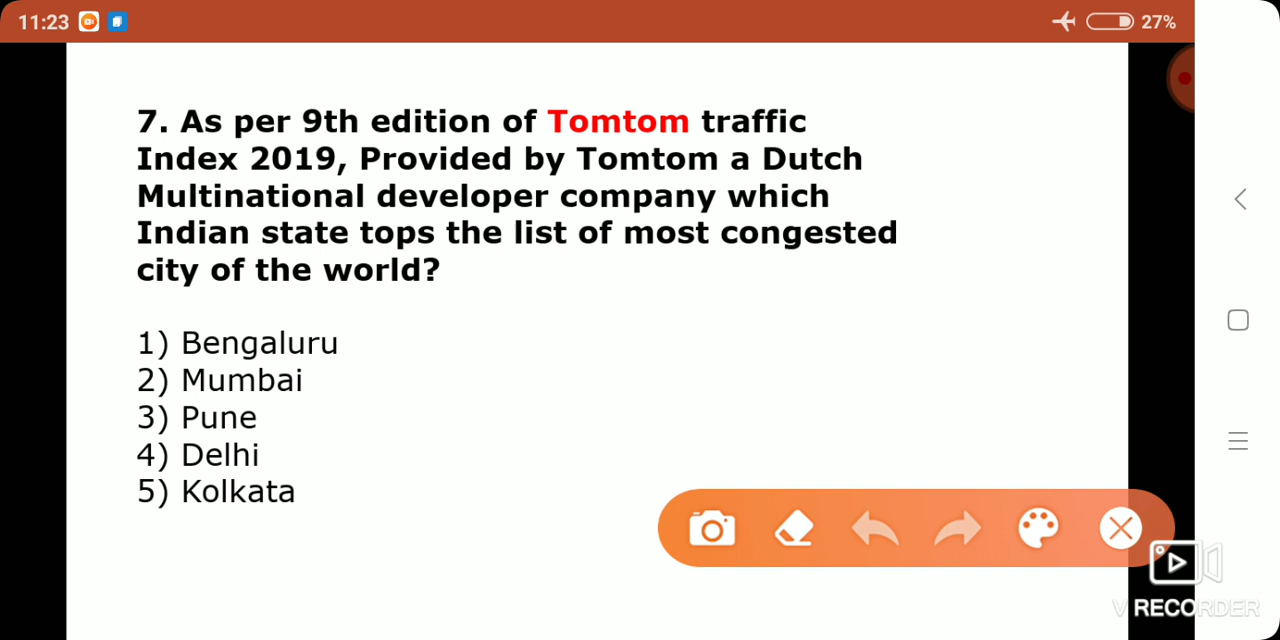 11:23
27%
7. As per 9th edition of Tomtom traffic
Index 2019, Provided by Tomtom a Dutch
Multinational developer company which
Indian state tops the list of most congested
city of the world?
1) Bengaluru
2) Mumbai
3) Pune
4) Delhi
5) Kolkata
V RECORDER